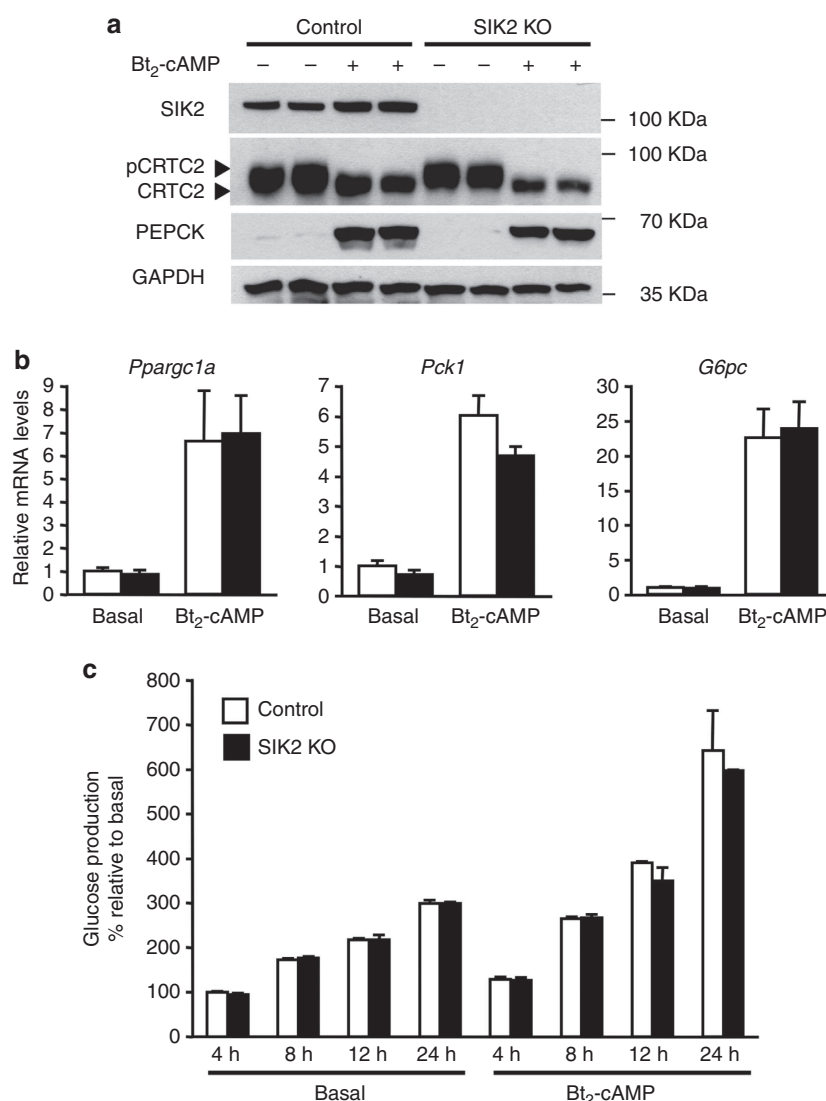 a
Control SIK2 KO
Bt2-cAMP – – + + – – + +
SIK2
100 KDa
100 KDa
pCRTC2
CRTC2
70 KDa
PEPCK
GAPDH
35 KDa
b
Ppargc1a Pck1 G6pc
Relative mRNA levels
9
8
7
6
5
4
3
2
1
0
Basal Bt2-cAMP
7
6
5
4
3
2
1
0
Basal Bt2-cAMP
30
25
20
15
10
5
0
Basal Bt2-cAMP
c
Glucose production
% relative to basal
800
700
600
500
400
300
200
100
0
Control
SIK2 KO
4 h 8 h 12 h 24 h 4 h 8 h 12 h 24 h
Basal Bt2-cAMP